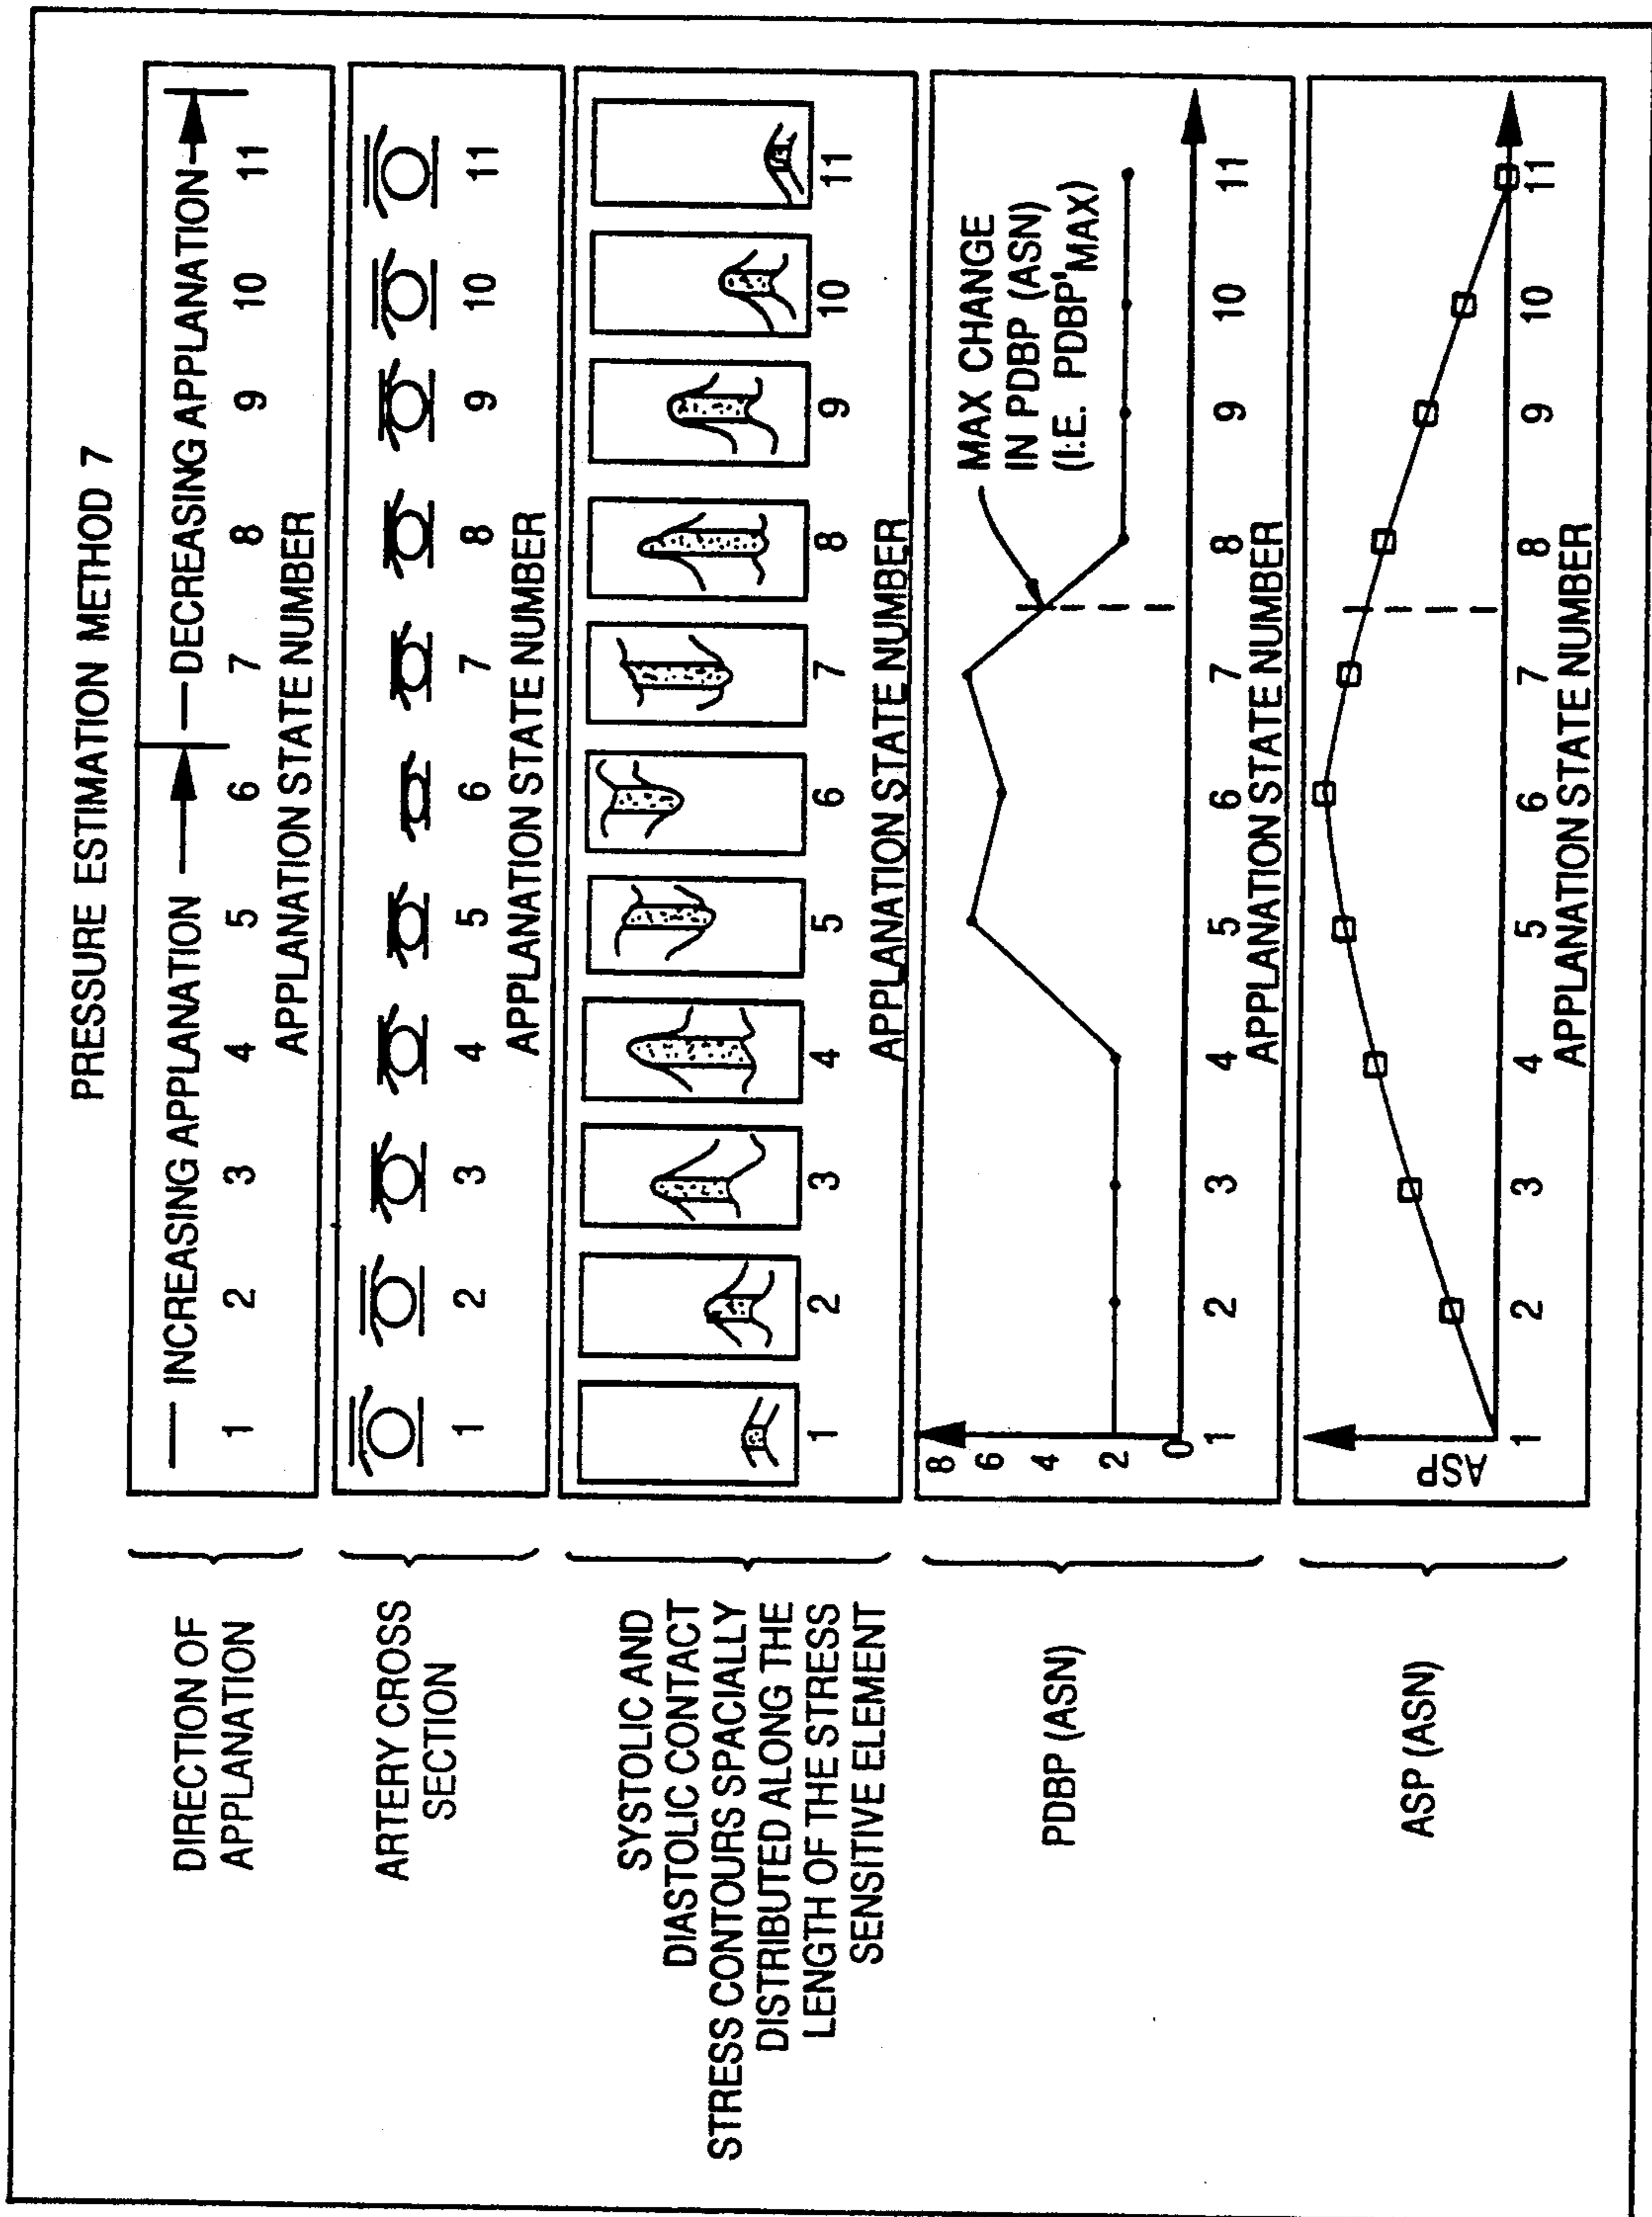 PRESSURE ESTIMATION METHOD 7
DIRECTION OF
APPLANATION
INCREASING APPLANATION
DECREASING APPLANATION
1 2 3 4 5 6 7 8 9 10 11
APPLANATION STATE NUMBER
ARTERY CROSS
SECTION
1 2 3 4 5 6 7 8 9 10 11
APPLANATION STATE NUMBER
SYSTOLIC AND
DIASTOLIC CONTACT
STRESS CONTOURS SPACIALLY
DISTRIBUTED ALONG THE
LENGTH OF THE STRESS
SENSITIVE ELEMENT
1 2 3 4 5 6 7 8 9 10 11
APPLANATION STATE NUMBER
PDBP (ASN)
8
6
4
2
0
MAX CHANGE
IN PDBP (ASN)
(I:E. PDBP'MAX)
1 2 3 4 5 6 7 8 9 10 11
APPLANATION STATE NUMBER
ASP (ASN)
ASP
1 2 3 4 5 6 7 8 9 10 11
APPLANATION STATE NUMBER